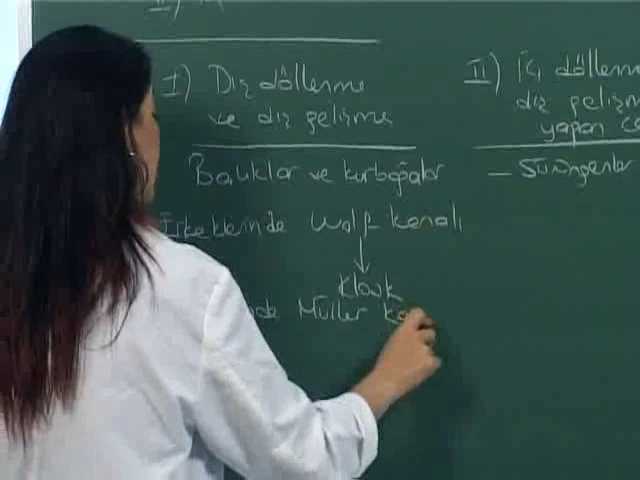 I) Dış döllenme
ve dış gelişme
Balıklar ve kurbağalar
Erkeklerinde Wolf kanalı
Kloak
Müller
II) İç döllenme
dış gelişme
yapan
– Sürüngenler